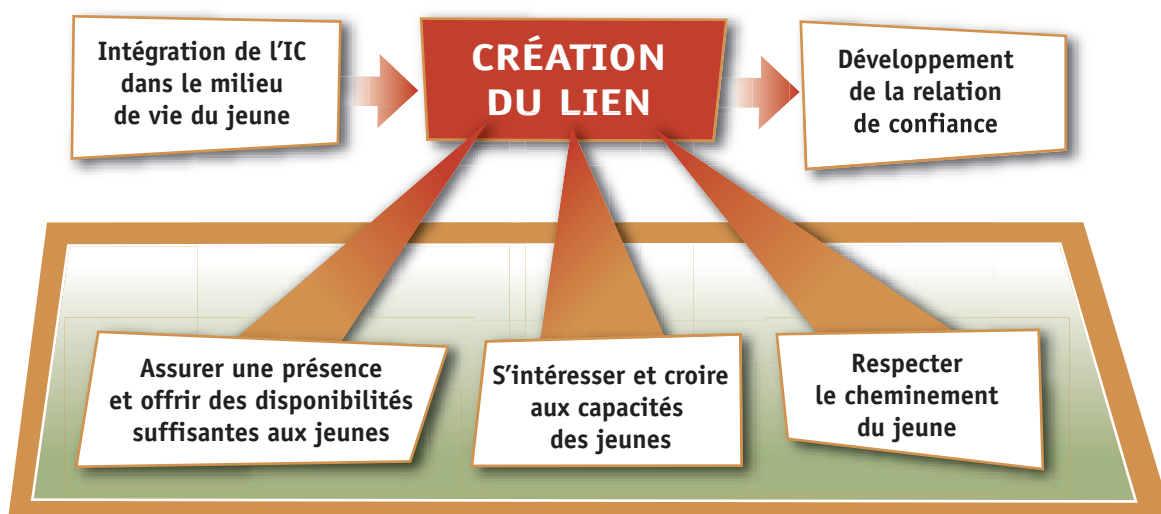 Intégration de l'IC
dans le milieu
de vie du jeune
CRÉATION
DU LIEN
Développement
de la relation
de confiance
Assurer une présence
et offrir des disponibilités
suffisantes aux jeunes
S'intéresser et croire
aux capacités
des jeunes
Respecter
le cheminement
du jeune